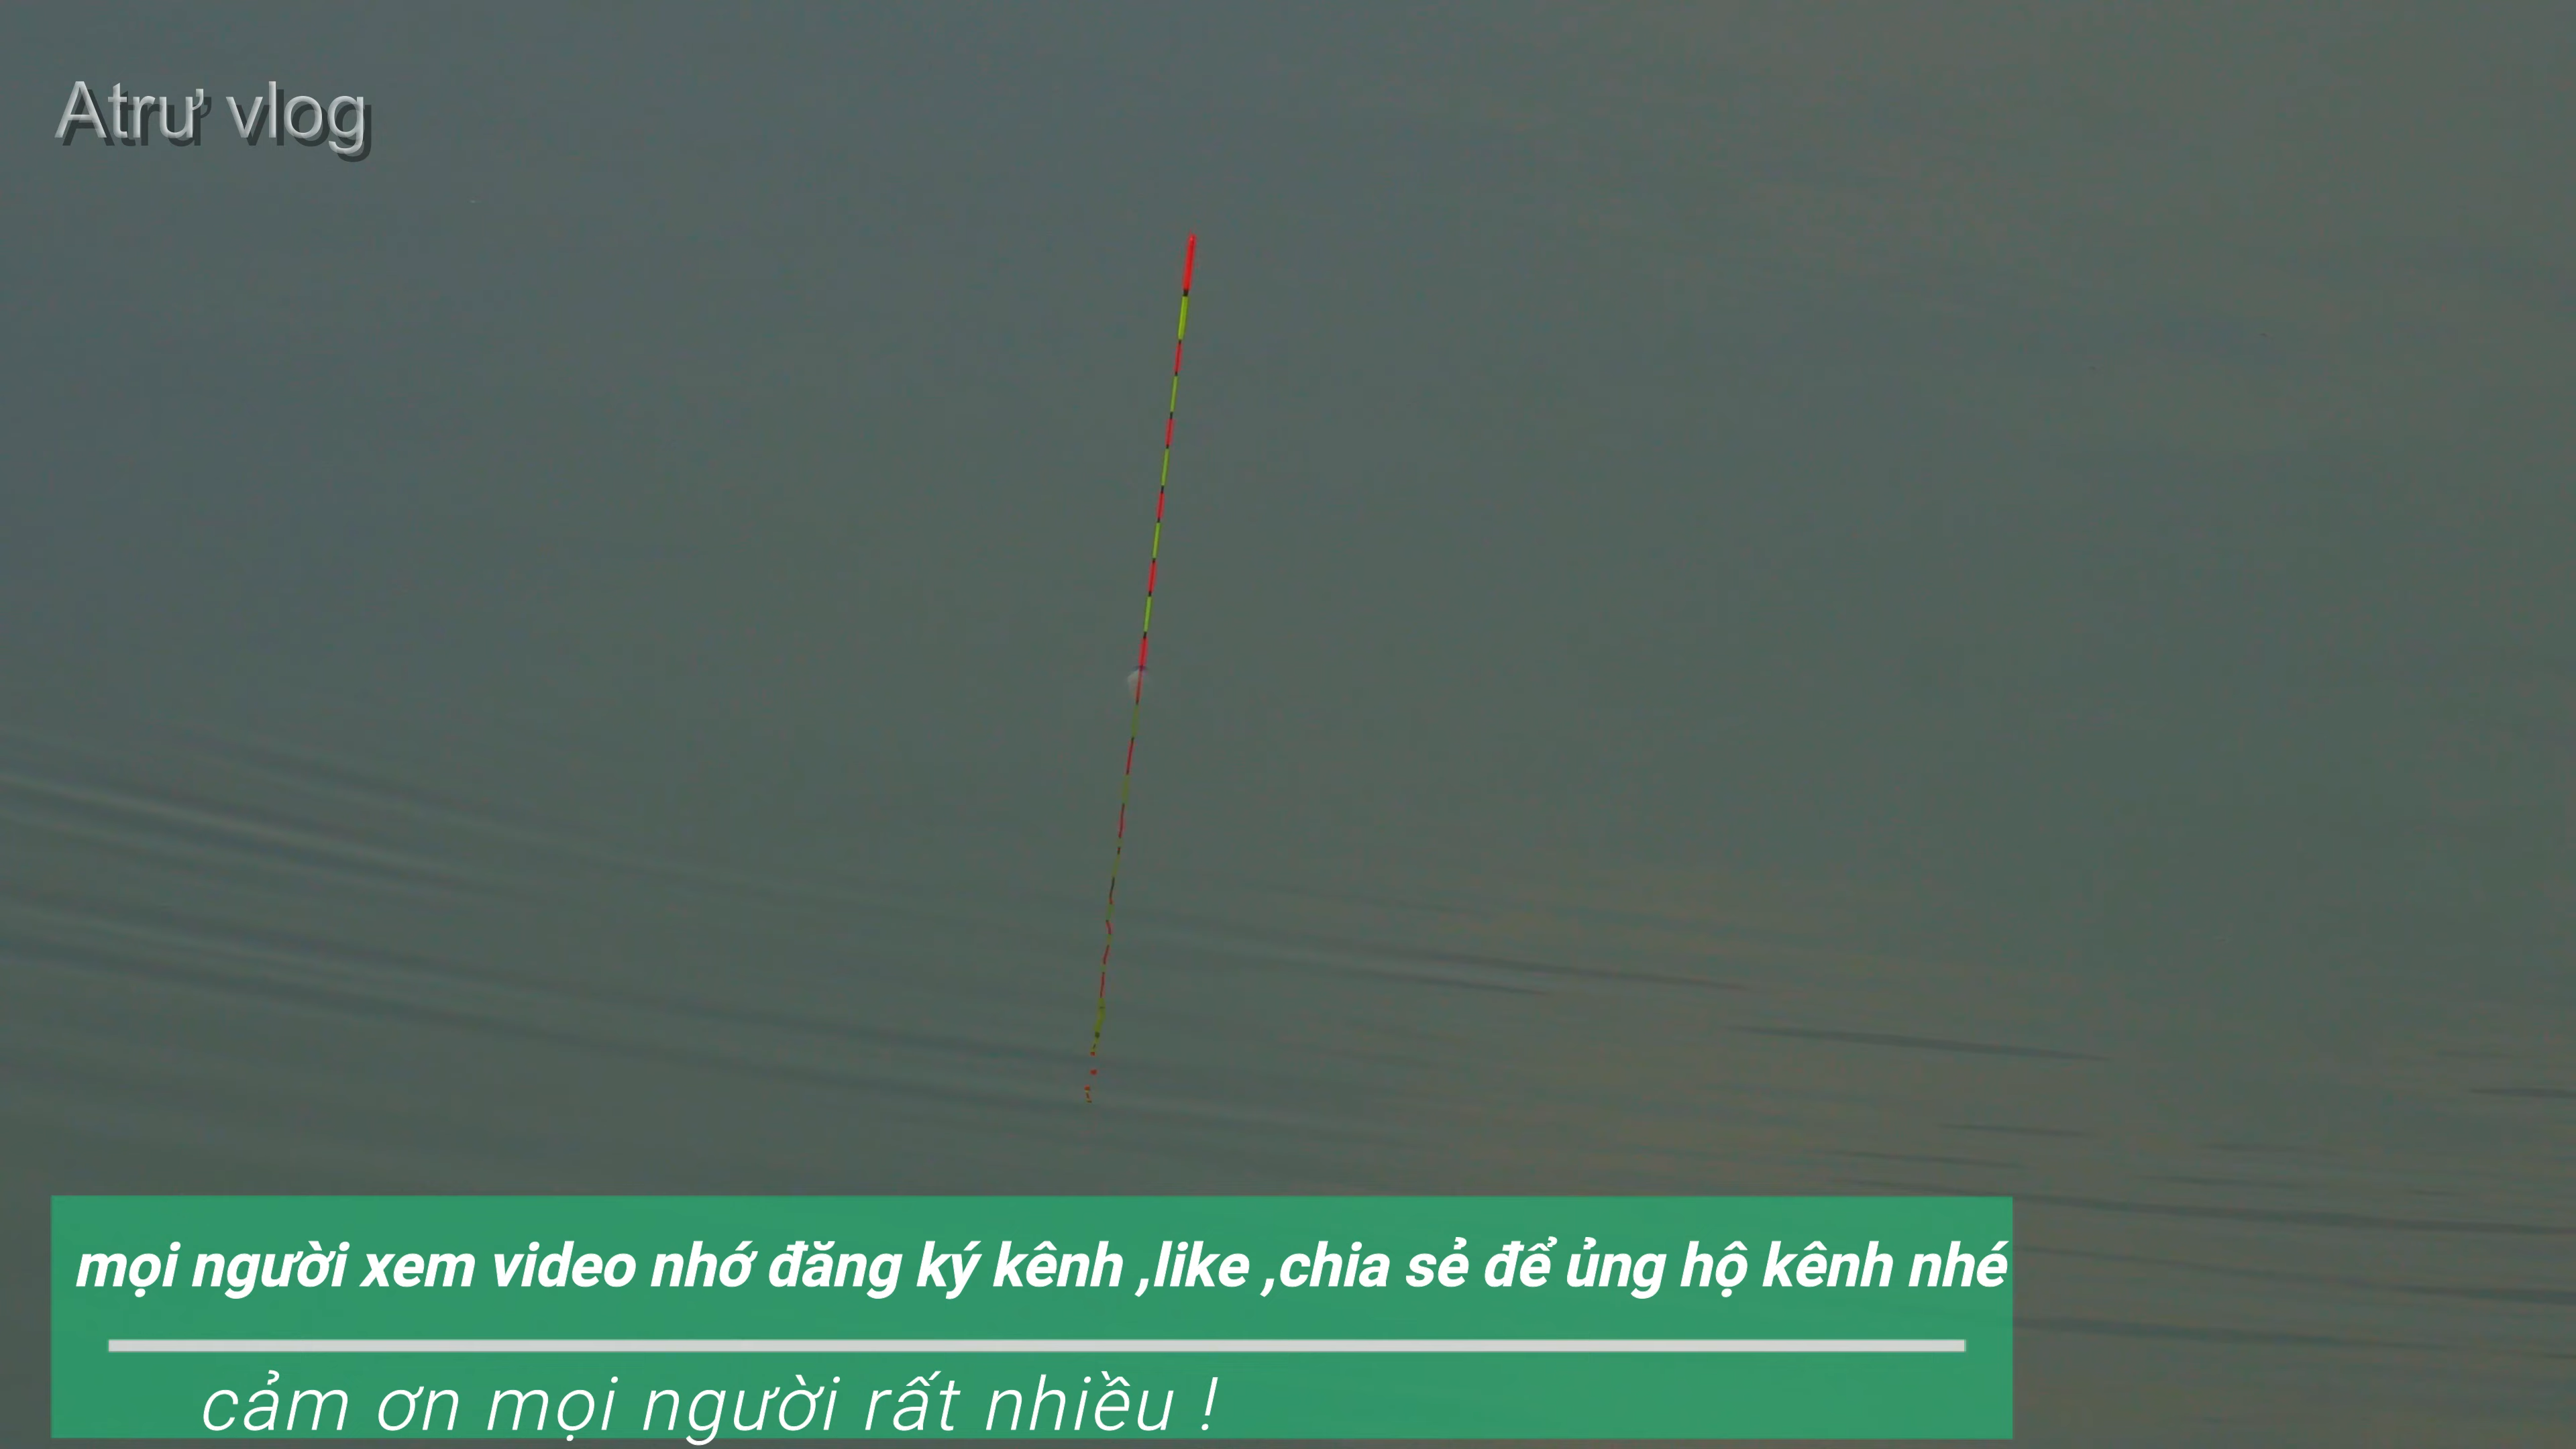 Atrư vlog
mọi người xem video nhớ đăng ký kênh ,like ,chia sẻ để ủng hộ kênh nhé
cảm ơn mọi người rất nhiều !